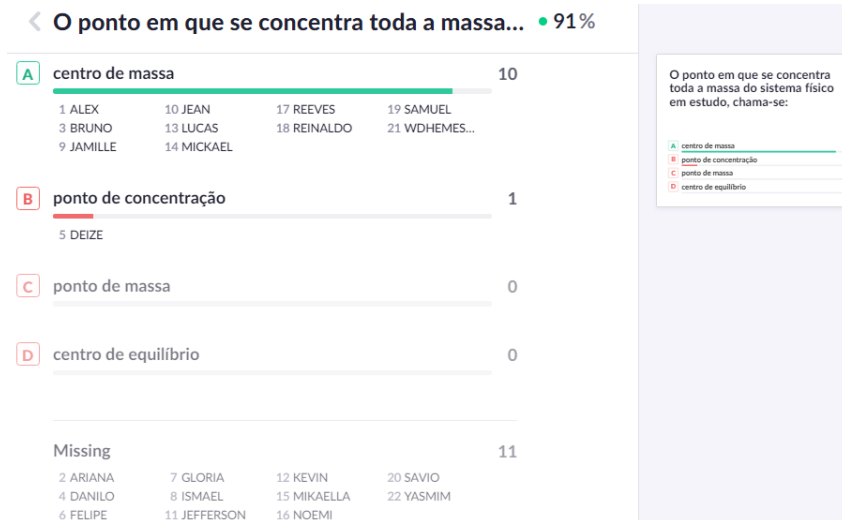 O ponto em que se concentra toda a massa... 91%
A centro de massa 10
1 ALEX 10 JEAN 17 REEVES 19 SAMUEL
3 BRUNO 13 LUCAS 18 REINALDO 21 WDHEMES...
9 JAMILLE 14 MICKAEL
B ponto de concentração 1
5 DEIZE
C ponto de massa 0
D centro de equilíbrio 0
Missing 11
2 ARIANA 7 GLORIA 12 KEVIN 20 SAVIO
4 DANILO 8 ISMAEL 15 MIKAELLA 22 YASMIM
6 FELIPE 11 JEFFERSON 16 NOEMI
O ponto em que se concentra
toda a massa do sistema físico
em estudo, chama-se:
A centro de massa
B ponto de concentração
C ponto de massa
D centro de equilíbrio